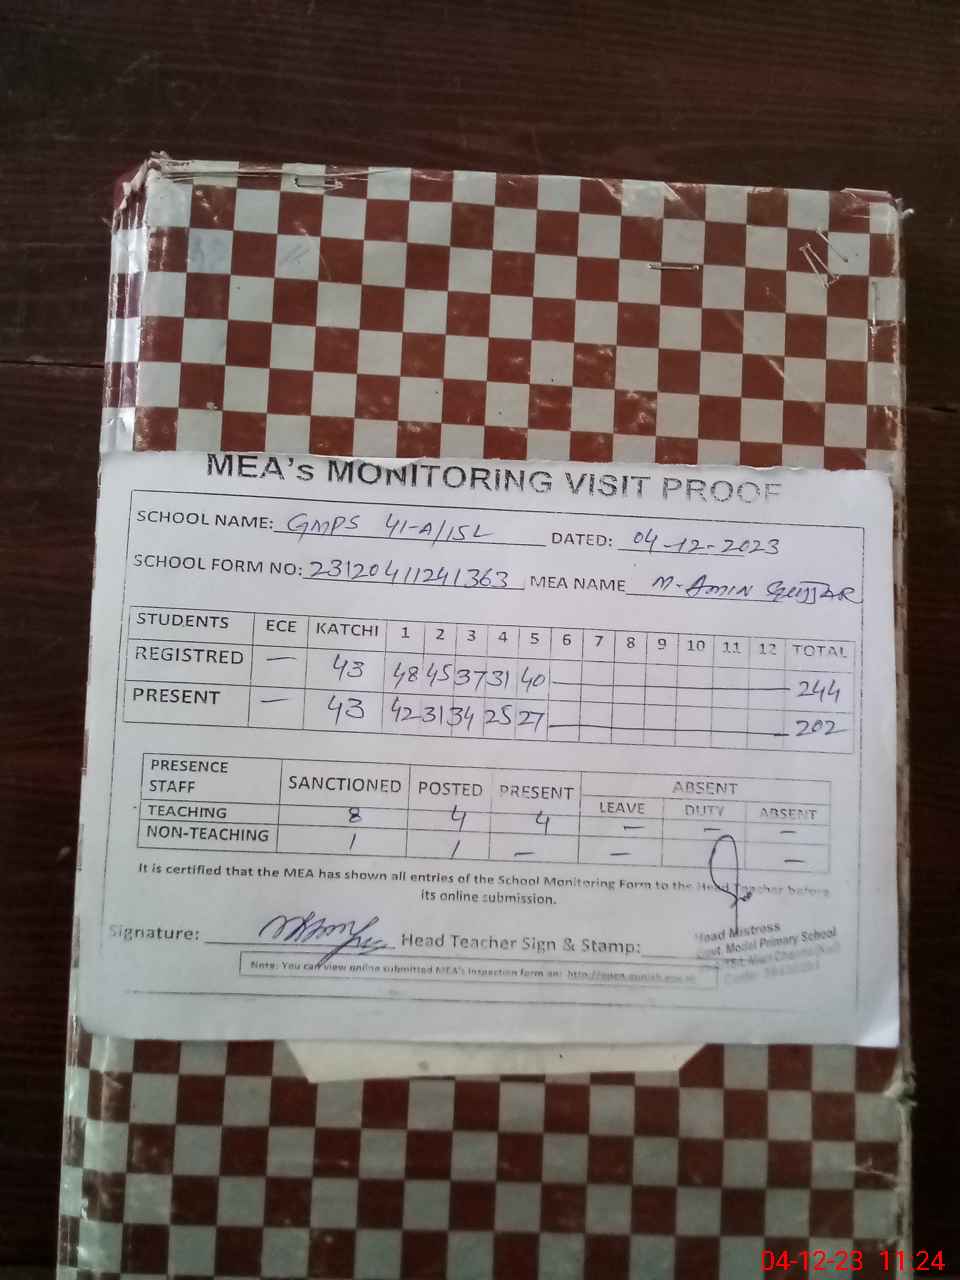 MEA's MONITORING VISIT PROOF
SCHOOL NAME: GMPS 41-A/15L DATED: 04-12-2023
SCHOOL FORM NO: 23120411241363 MEA NAME M-AMIN GUJJAR
STUDENTS ECE KATCHI 1 2 3 4 5 6 7 8 9 10 11 12 TOTAL
REGISTRED — 43 48 45 37 31 40 — 244
PRESENT — 43 42 31 34 25 27 — 202
PRESENCE STAFF SANCTIONED POSTED PRESENT ABSENT
LEAVE DUTY ABSENT
TEACHING 8 4 4 — — —
NON-TEACHING 1 1 — — —
It is certified that the MEA has shown all entries of the School Monitoring Form to the Head Teacher before
its online submission.
Signature: Head Teacher Sign & Stamp:
Head Mistress
Govt. Model Primary School
Note: You can view online submitted MEA's inspection form on: http://open.punjab.gov.pk
04-12-23 11:24